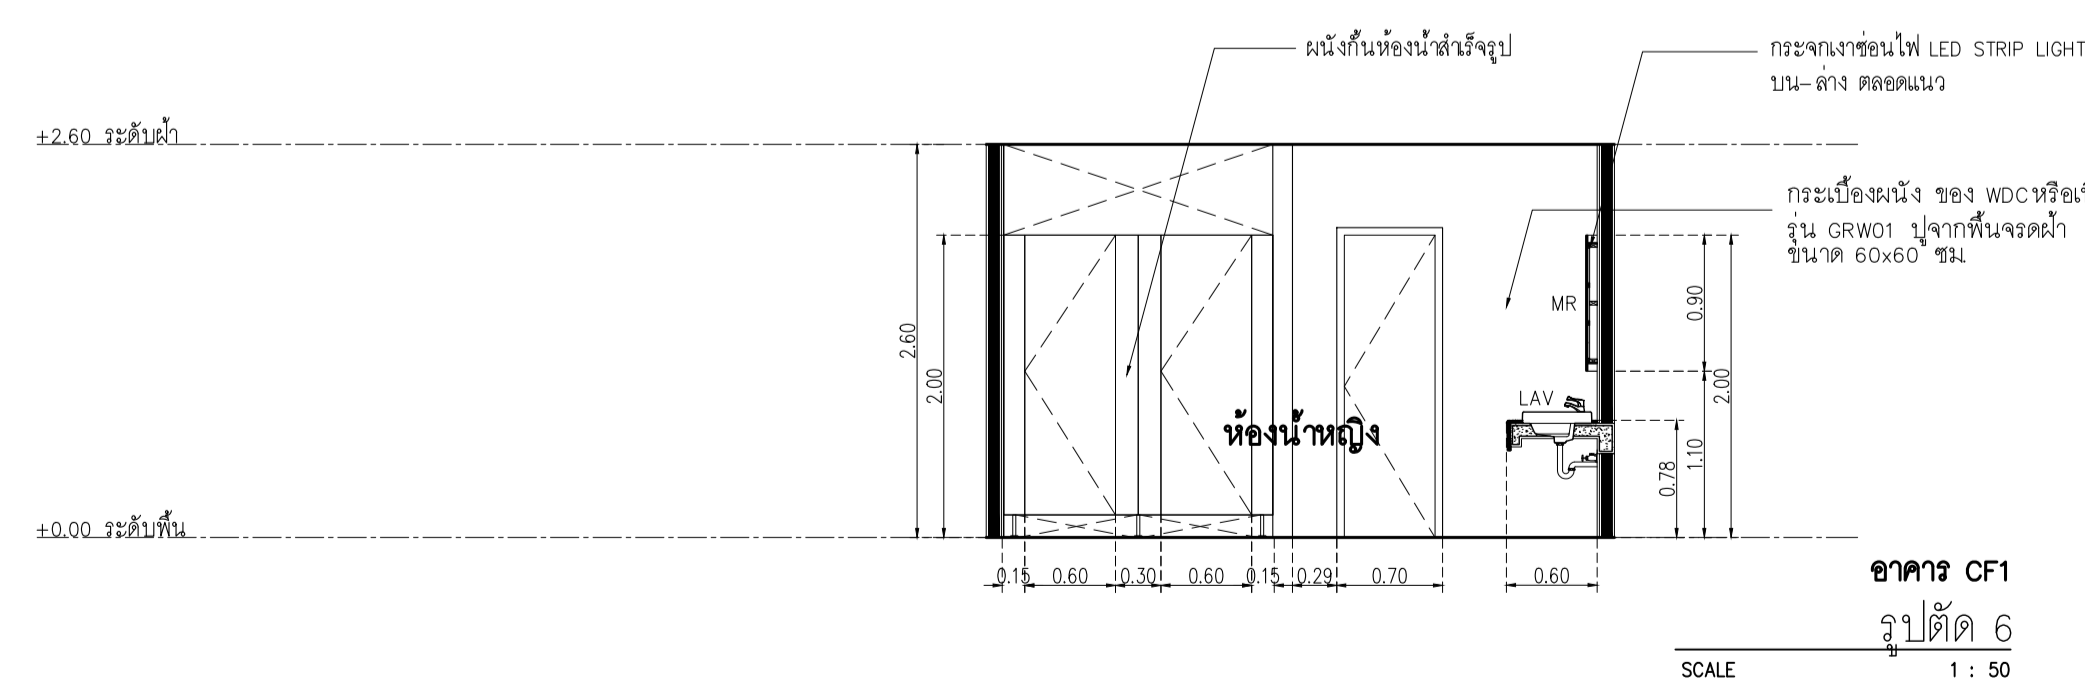 ผนังกั้นห้องน้ำสำเร็จรูป
กระจกเงาซ่อนไฟ LED STRIP LIGHT
บน-ล่าง ตลอดแนว
+2.60 ระดับฝ้า
กระเบื้องผนัง ของ WDC หรือ
รุ่น GRW01 ปูจากพื้นจรดฝ้า
ขนาด 60x60 ซม.
MR
0.90
2.60
2.00
2.00
LAV
ห้องน้ำหญิง
1.10
0.78
+0.00 ระดับพื้น
0.15 0.60 0.30 0.60 0.15 0.29 0.70 0.60
อาคาร CF1
รูปตัด 6
SCALE 1 : 50